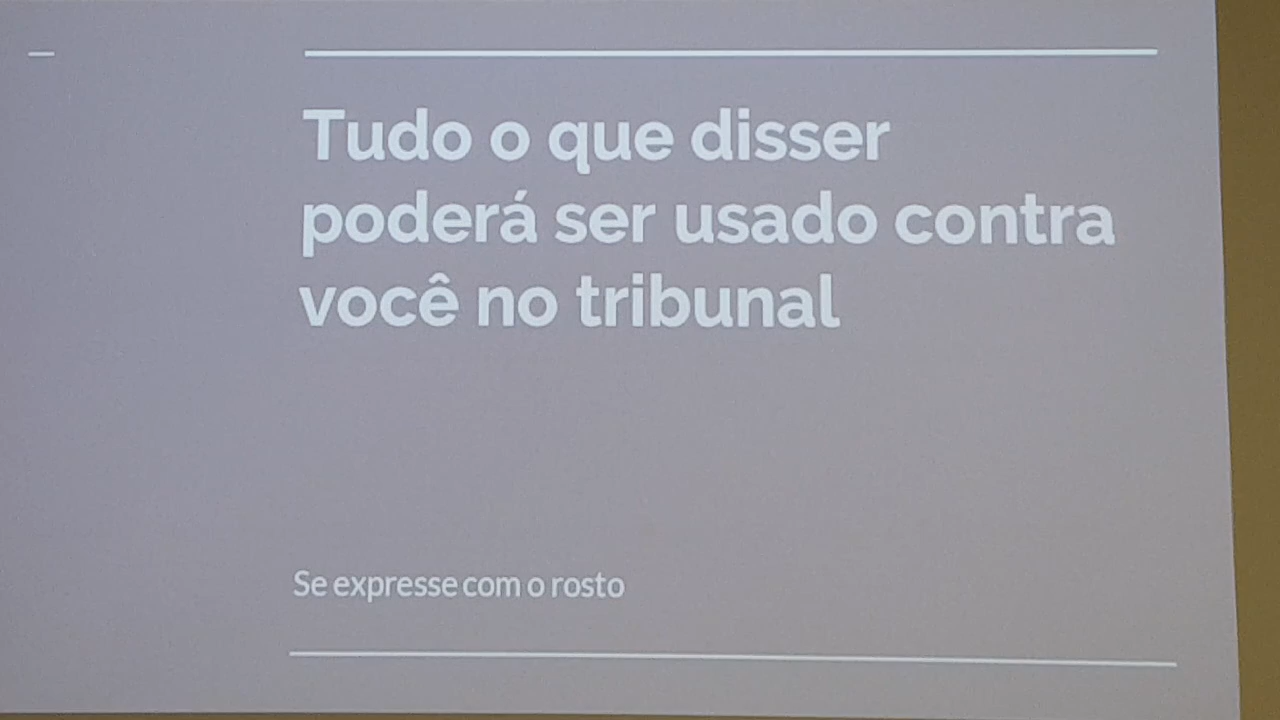 Tudo o que disser
poderá ser usado contra
você no tribunal
Se expresse com o rosto